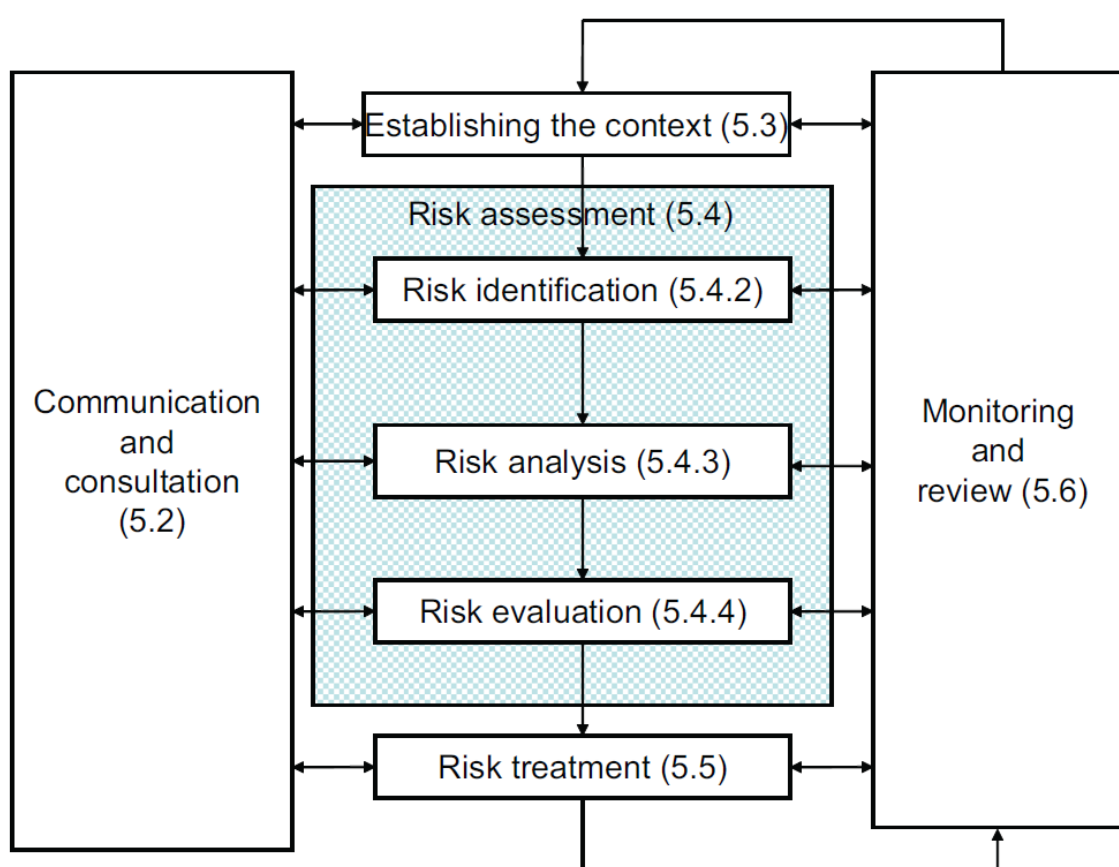 Establishing the context (5.3)
Risk assessment (5.4)
Risk identification (5.4.2)
Communication
and
consultation
(5.2)
Risk analysis (5.4.3)
Monitoring
and
review (5.6)
Risk evaluation (5.4.4)
Risk treatment (5.5)